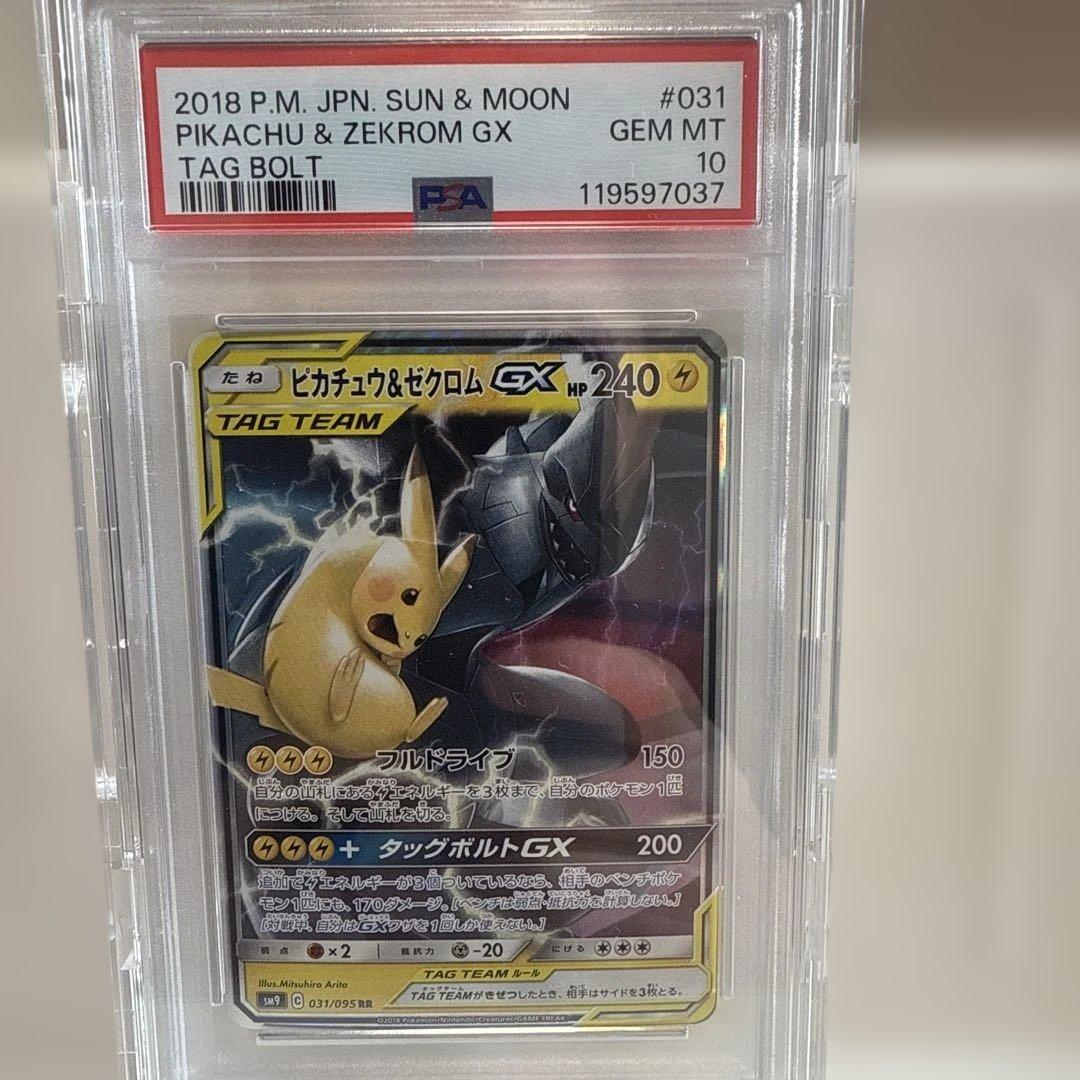 2018 P.M. JPN. SUN & MOON #031
PIKACHU & ZEKROM GX GEM MT
TAG BOLT 10
PSA 119597037
たね ピカチュウ&ゼクロムGX HP240
TAG TEAM
フルドライブ 150
自分の山札にあるエネルギーを3枚まで、自分のポケモン1匹
につける。そして山札を切る。
+ タッグボルトGX 200
追加でエネルギーが3個ついているなら、相手のベンチポケ
モン1匹にも、170ダメージ。[ベンチは弱点・抵抗力を計算しない。]
[対戦中、自分はGXワザを1回しか使えない。]
弱点 ×2 抵抗力 -20 にげる
Illus.Mitsuhiro Arita
TAG TEAM ルール
TAG TEAMがきぜつしたとき、相手はサイドを3枚とる。
SM9 C 031/095 RR
©2018 Pokémon/Nintendo/Creatures/GAME FREAK